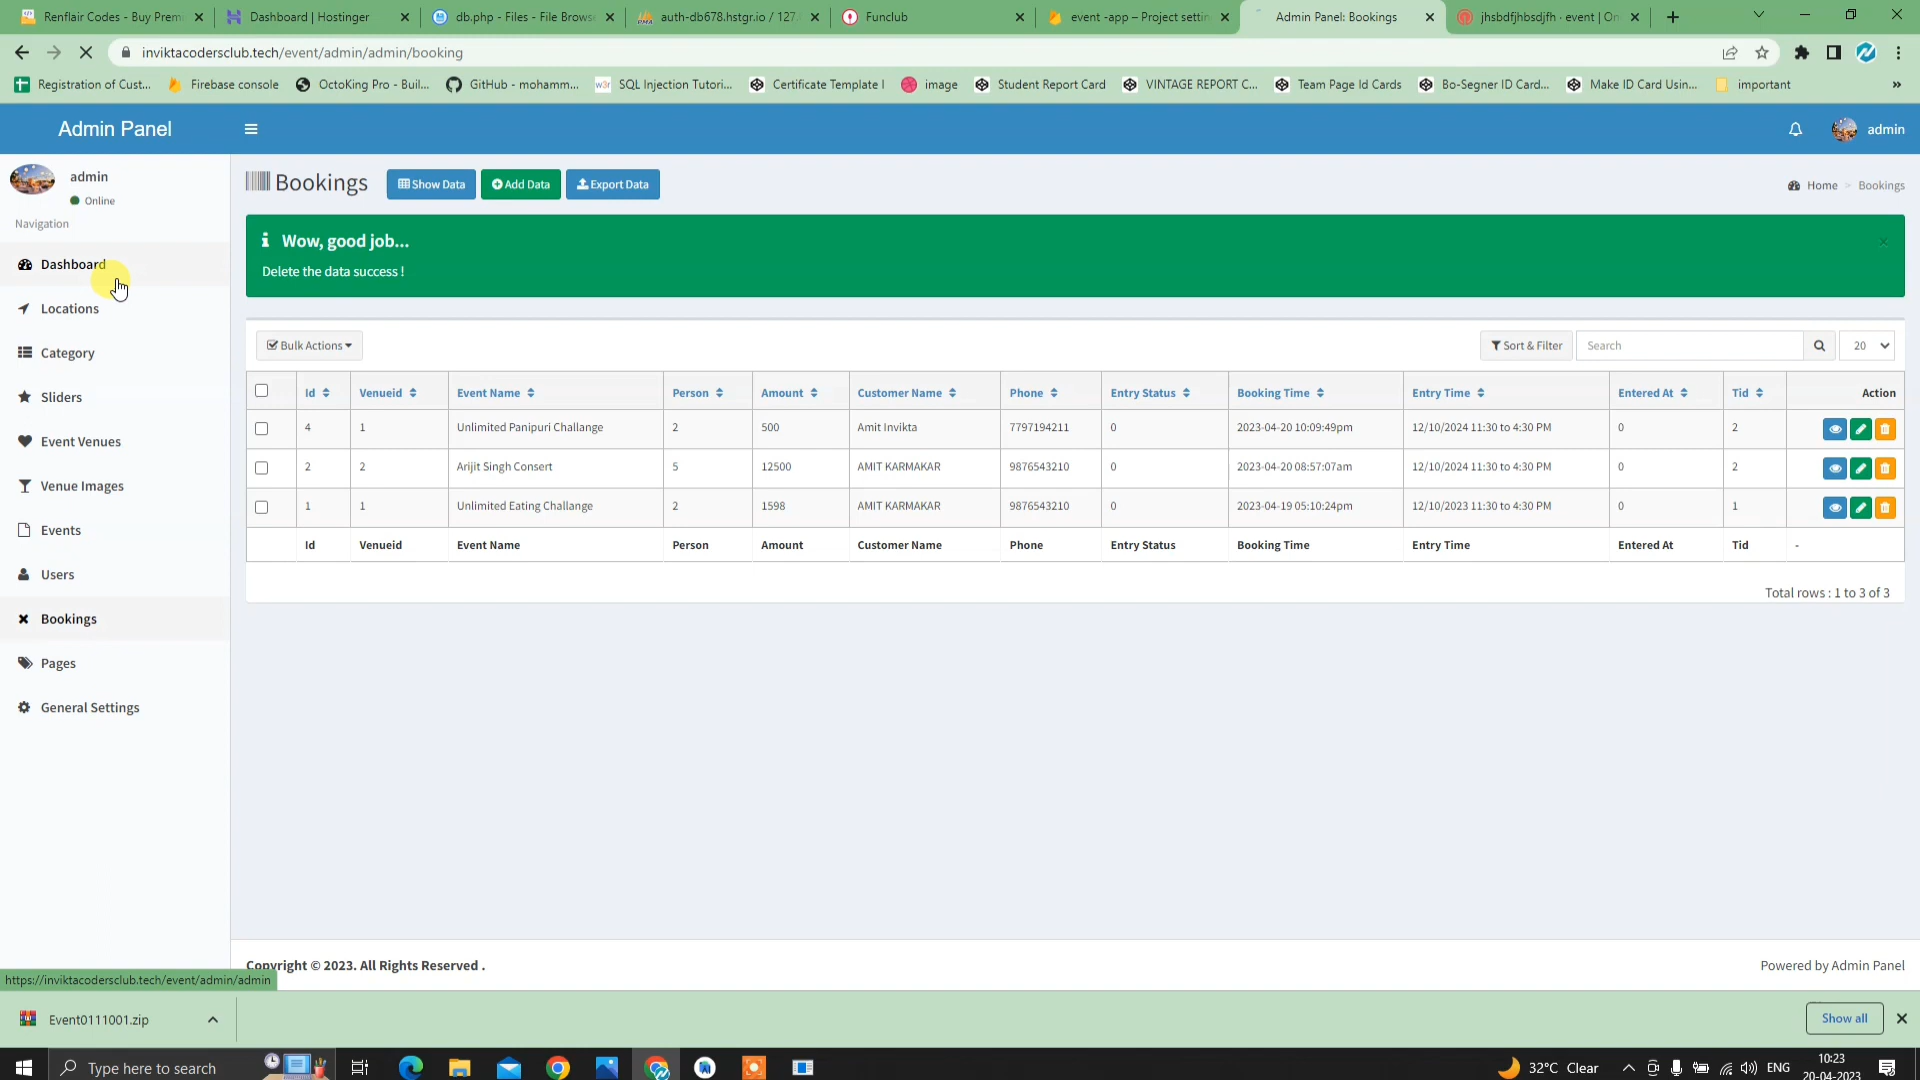 Renflair Codes - Buy Premi
Dashboard | Hostinger
db.php - Files - File Brows
auth-db678.hstgr.io / 127.
Funclub
event -app – Project settin
Admin Panel: Bookings
jhsbdfjhbsdjfh · event | On
inviktacodersclub.tech/event/admin/admin/booking
Registration of Cust...
Firebase console
OctoKing Pro - Buil...
GitHub - mohamm...
SQL Injection Tutori...
Certificate Template I
image
Student Report Card
VINTAGE REPORT C...
Team Page Id Cards
Bo-Segner ID Card...
Make ID Card Usin...
important
»
Admin Panel
admin
admin
Online
Navigation
Dashboard
Locations
Category
Sliders
Event Venues
Venue Images
Events
Users
Bookings
Pages
General Settings
Bookings
Show Data
Add Data
Export Data
Home > Bookings
Wow, good job...
Delete the data success !
×
Bulk Actions
Sort & Filter
Search
20
Id Venueid Event Name Person Amount Customer Name Phone Entry Status Booking Time Entry Time Entered At Tid Action
4 1 Unlimited Panipuri Challange 2 500 Amit Invikta 7797194211 0 2023-04-20 10:09:49pm 12/10/2024 11:30 to 4:30 PM 0 2
2 2 Arijit Singh Consert 5 12500 AMIT KARMAKAR 9876543210 0 2023-04-20 08:57:07am 12/10/2024 11:30 to 4:30 PM 0 2
1 1 Unlimited Eating Challange 2 1598 AMIT KARMAKAR 9876543210 0 2023-04-19 05:10:24pm 12/10/2023 11:30 to 4:30 PM 0 1
Id Venueid Event Name Person Amount Customer Name Phone Entry Status Booking Time Entry Time Entered At Tid -
Total rows : 1 to 3 of 3
Copyright © 2023. All Rights Reserved .
Powered by Admin Panel
https://inviktacodersclub.tech/event/admin/admin
Event0111001.zip
Show all
Type here to search
32°C Clear
ENG
10:23
20-04-2023